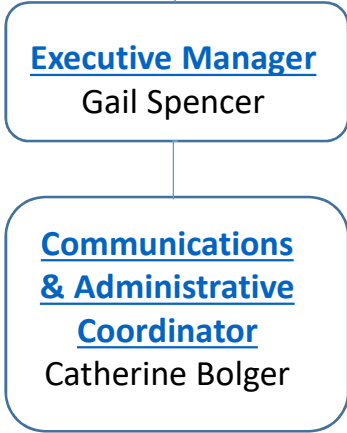 Executive Manager
Gail Spencer
Communications
& Administrative
Coordinator
Catherine Bolger